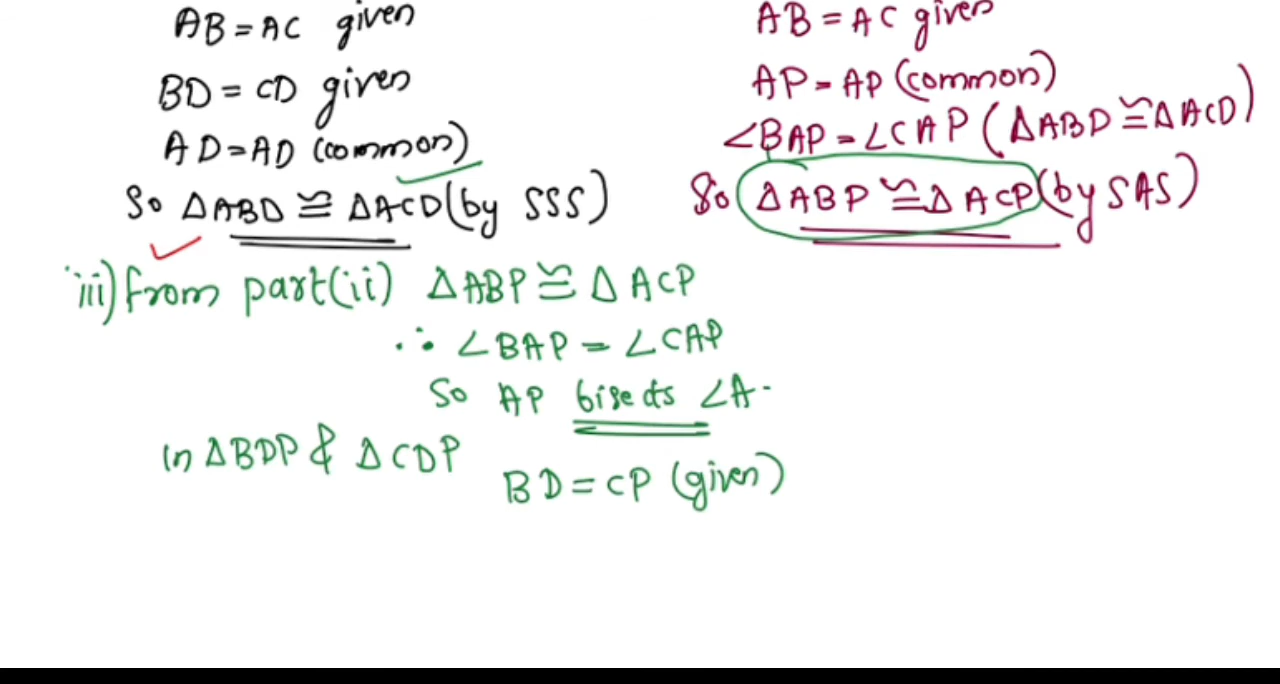 AB = AC given
BD = CD given
AD = AD (common)
So ΔABD ≅ ΔACD (by SSS)
AB = AC given
AP = AP (common)
∠BAP = ∠CAP (ΔABD ≅ ΔACD)
So ΔABP ≅ ΔACP (by SAS)
iii) from part(ii) ΔABP ≅ ΔACP
∴ ∠BAP = ∠CAP
So AP bisects ∠A.
In ΔBDP & ΔCDP
BD = CP (given)